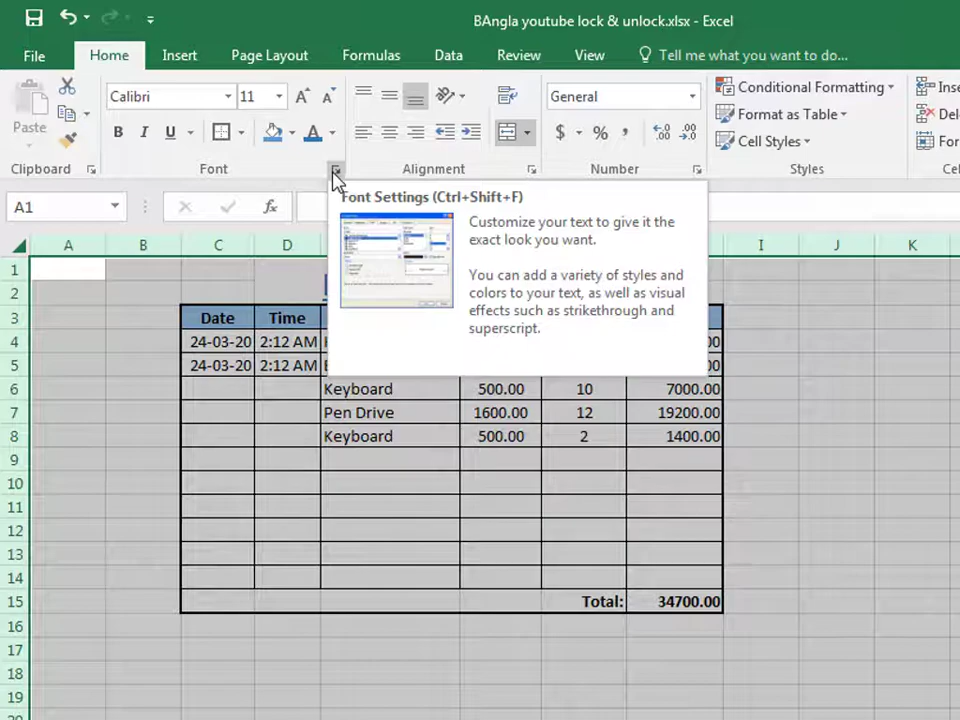 BAngla youtube lock & unlock.xlsx - Excel
File Home Insert Page Layout Formulas Data Review View Tell me what you want to do...
Calibri 11 General Conditional Formatting
Paste B I U $ % Format as Table
Cell Styles
Clipboard Font Alignment Number Styles
A1 fx
Font Settings (Ctrl+Shift+F)
Customize your text to give it the
exact look you want.
You can add a variety of styles and
colors to your text, as well as visual
effects such as strikethrough and
superscript.
A B C D I J K
1
2
3 Date Time
4 24-03-20 2:12 AM
5 24-03-20 2:12 AM
6 Keyboard 500.00 10 7000.00
7 Pen Drive 1600.00 12 19200.00
8 Keyboard 500.00 2 1400.00
9
10
11
12
13
14
15 Total: 34700.00
16
17
18
19